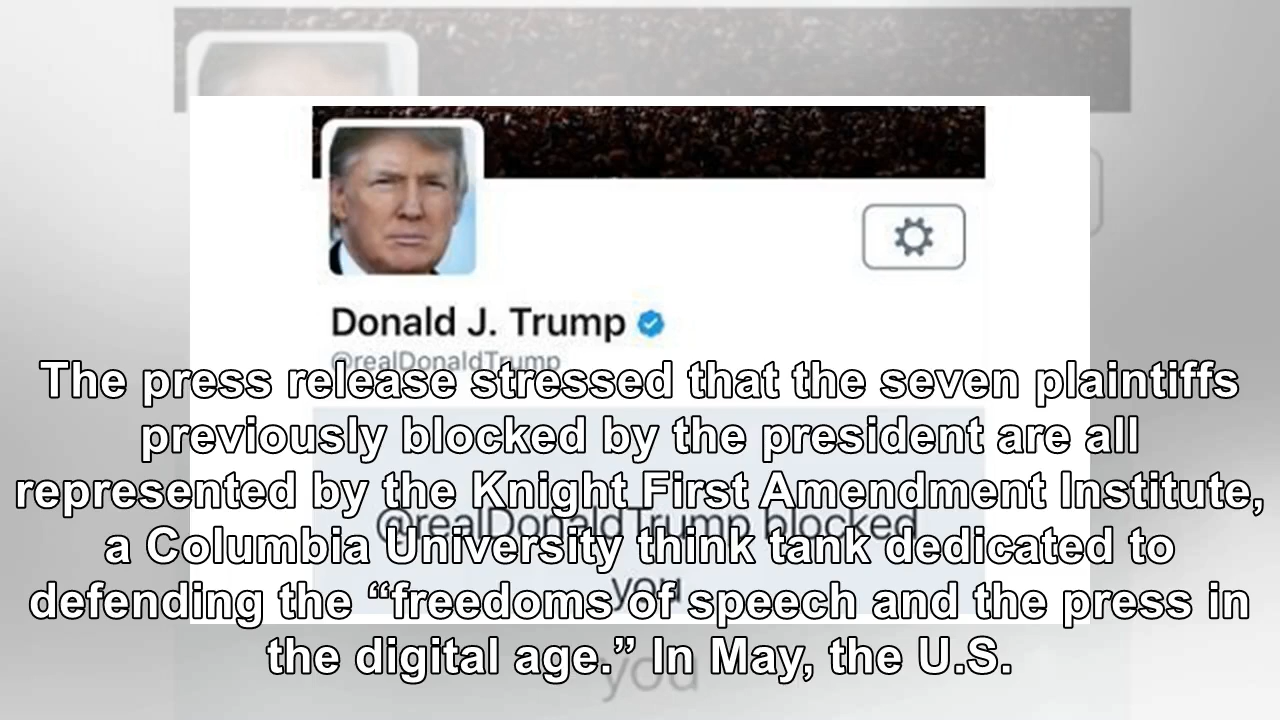 Donald J. Trump
@realDonaldTrump
The press release stressed that the seven plaintiffs
previously blocked by the president are all
represented by the Knight First Amendment Institute,
@realDonaldTrump blocked
a Columbia University think tank dedicated to
you
defending the “freedoms of speech and the press in
the digital age.” In May, the U.S.
you